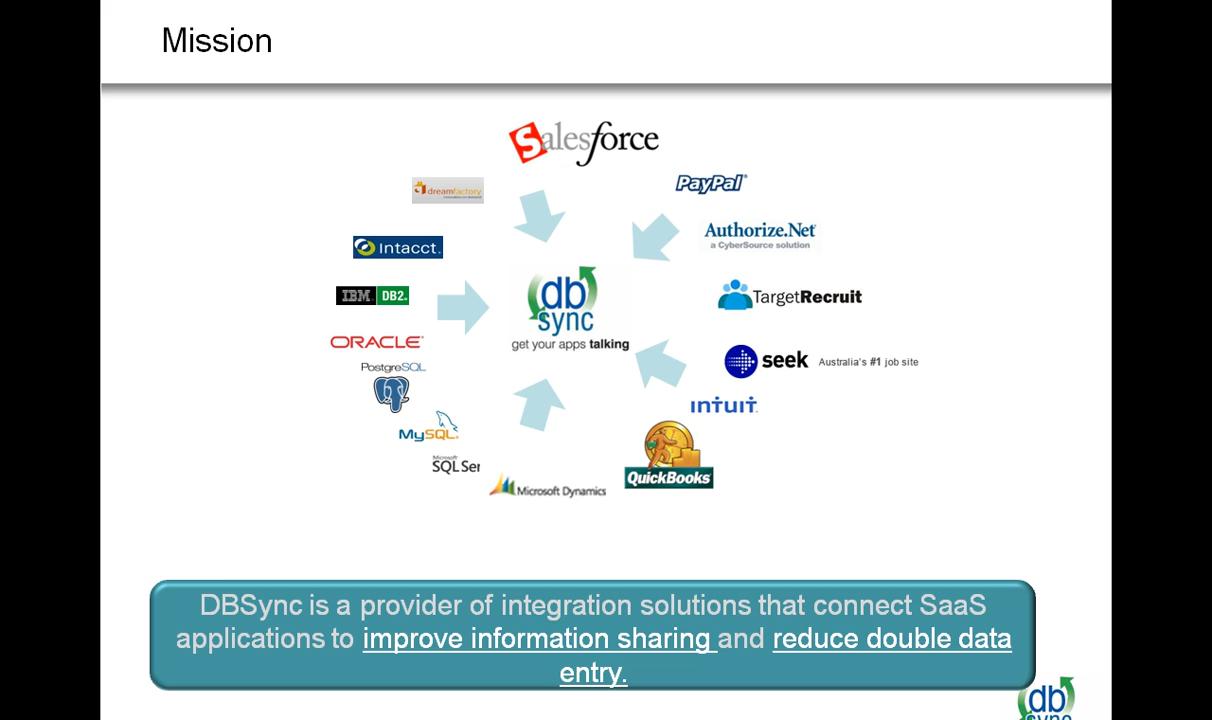 Mission
Salesforce
dreamfactory
PayPal
Intacct.
Authorize.Net
a CyberSource solution
IBM. DB2.
db
sync
get your apps talking
TargetRecruit
ORACLE
PostgreSQL
seek Australia's #1 job site
MySQL
INTUIT
Microsoft
SQL Ser
QuickBooks
Microsoft Dynamics
DBSync is a provider of integration solutions that connect SaaS
applications to improve information sharing and reduce double data
entry.
db
sync